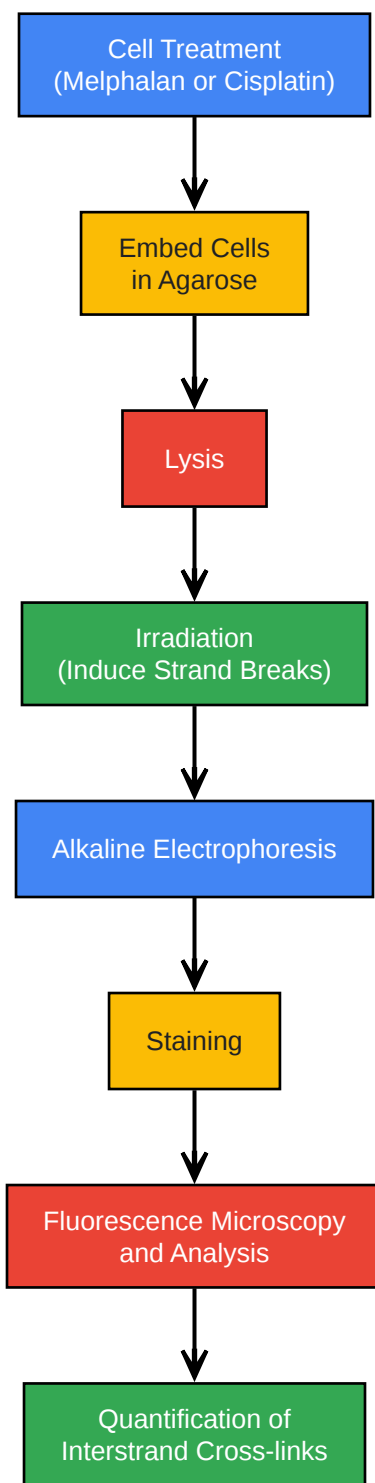 Cell Treatment
(Melphalan or Cisplatin)
Embed Cells
in Agarose
Lysis
Irradiation
(Induce Strand Breaks)
Alkaline Electrophoresis
Staining
Fluorescence Microscopy
and Analysis
Quantification of
Interstrand Cross-links